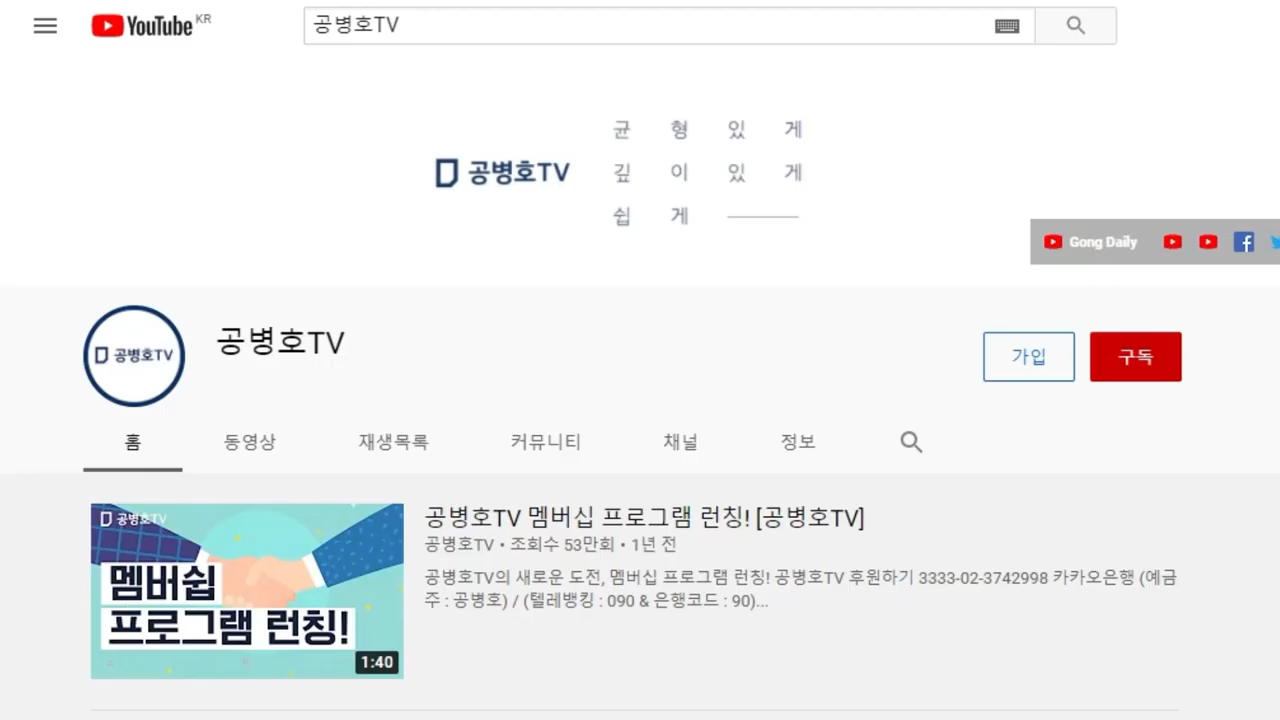 YouTube KR
공병호TV
균 형 있 게
공병호TV
깊 이 있 게
쉽 게
Gong Daily
공병호TV
공병호TV
가입
구독
홈 동영상 재생목록 커뮤니티 채널 정보
공병호TV
멤버쉽
프로그램 런칭!
1:40
공병호TV 멤버십 프로그램 런칭! [공병호TV]
공병호TV • 조회수 53만회 • 1년 전
공병호TV의 새로운 도전, 멤버십 프로그램 런칭! 공병호TV 후원하기 3333-02-3742998 카카오은행 (예금
주 : 공병호) / (텔레뱅킹 : 090 & 은행코드 : 90)...